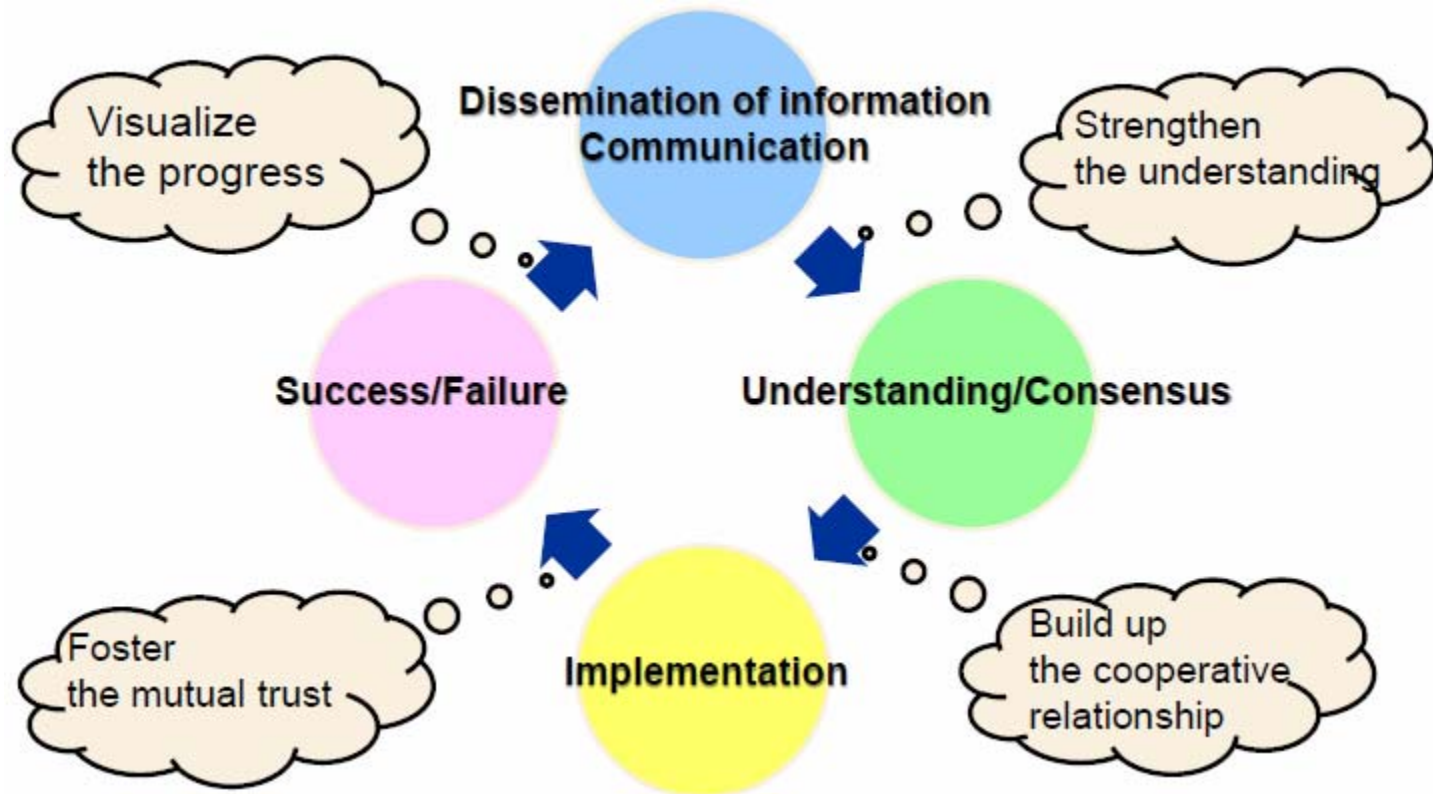 Dissemination of information
Communication
Visualize
the progress
Strengthen
the understanding
Success/Failure
Understanding/Consensus
Foster
the mutual trust
Implementation
Build up
the cooperative
relationship